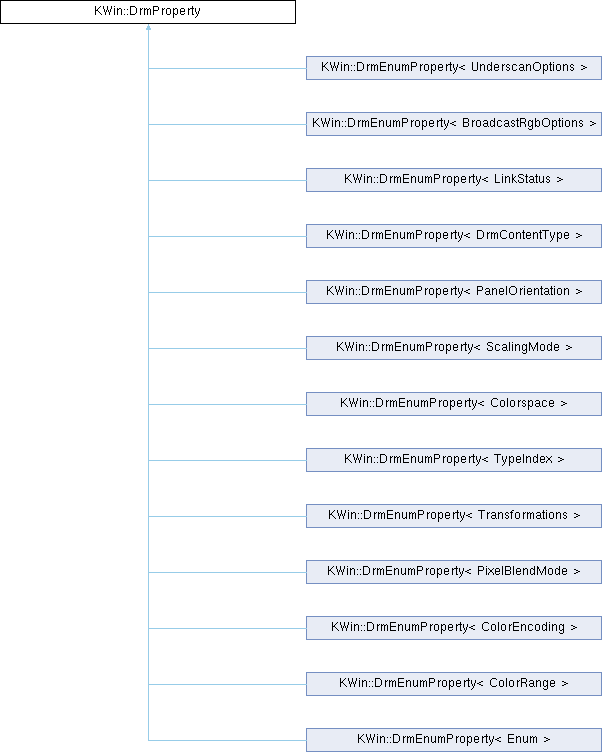 KWin::DrmProperty
KWin::DrmEnumProperty< UnderscanOptions >
KWin::DrmEnumProperty< BroadcastRgbOptions >
KWin::DrmEnumProperty< LinkStatus >
KWin::DrmEnumProperty< DrmContentType >
KWin::DrmEnumProperty< PanelOrientation >
KWin::DrmEnumProperty< ScalingMode >
KWin::DrmEnumProperty< Colorspace >
KWin::DrmEnumProperty< TypeIndex >
KWin::DrmEnumProperty< Transformations >
KWin::DrmEnumProperty< PixelBlendMode >
KWin::DrmEnumProperty< ColorEncoding >
KWin::DrmEnumProperty< ColorRange >
KWin::DrmEnumProperty< Enum >